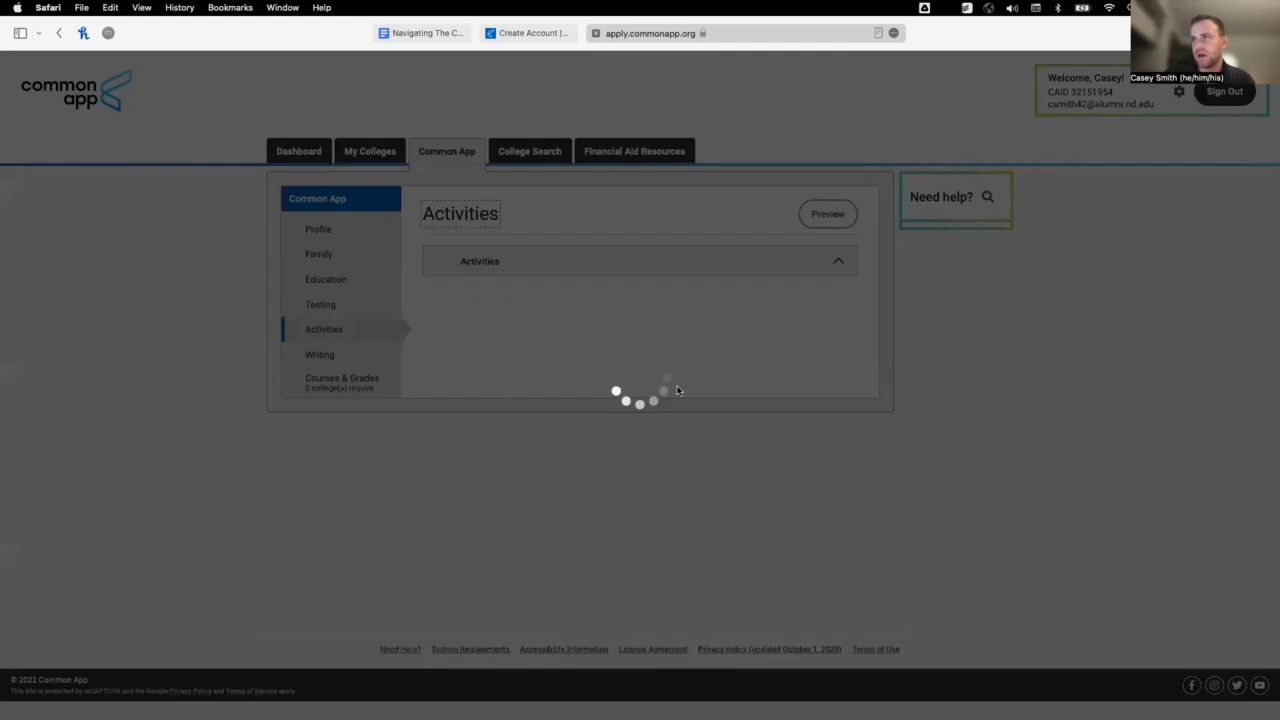 Safari File Edit View History Bookmarks Window Help
Navigating The C...
Create Account |...
apply.commonapp.org
Casey Smith (he/him/his)
common
app
Welcome, Casey!
CAID 32151954
csmith42@alumni.nd.edu
Sign Out
Dashboard
My Colleges
Common App
College Search
Financial Aid Resources
Common App
Profile
Family
Education
Testing
Activities
Writing
Courses & Grades
0 college(s) require
Activities
Preview
Activities
Need help?
Need Help? System Requirements Accessibility Information License Agreement Privacy policy (updated October 1, 2020) Terms of Use
© 2022 Common App
This site is protected by reCAPTCHA and the Google Privacy Policy and Terms of Service apply.